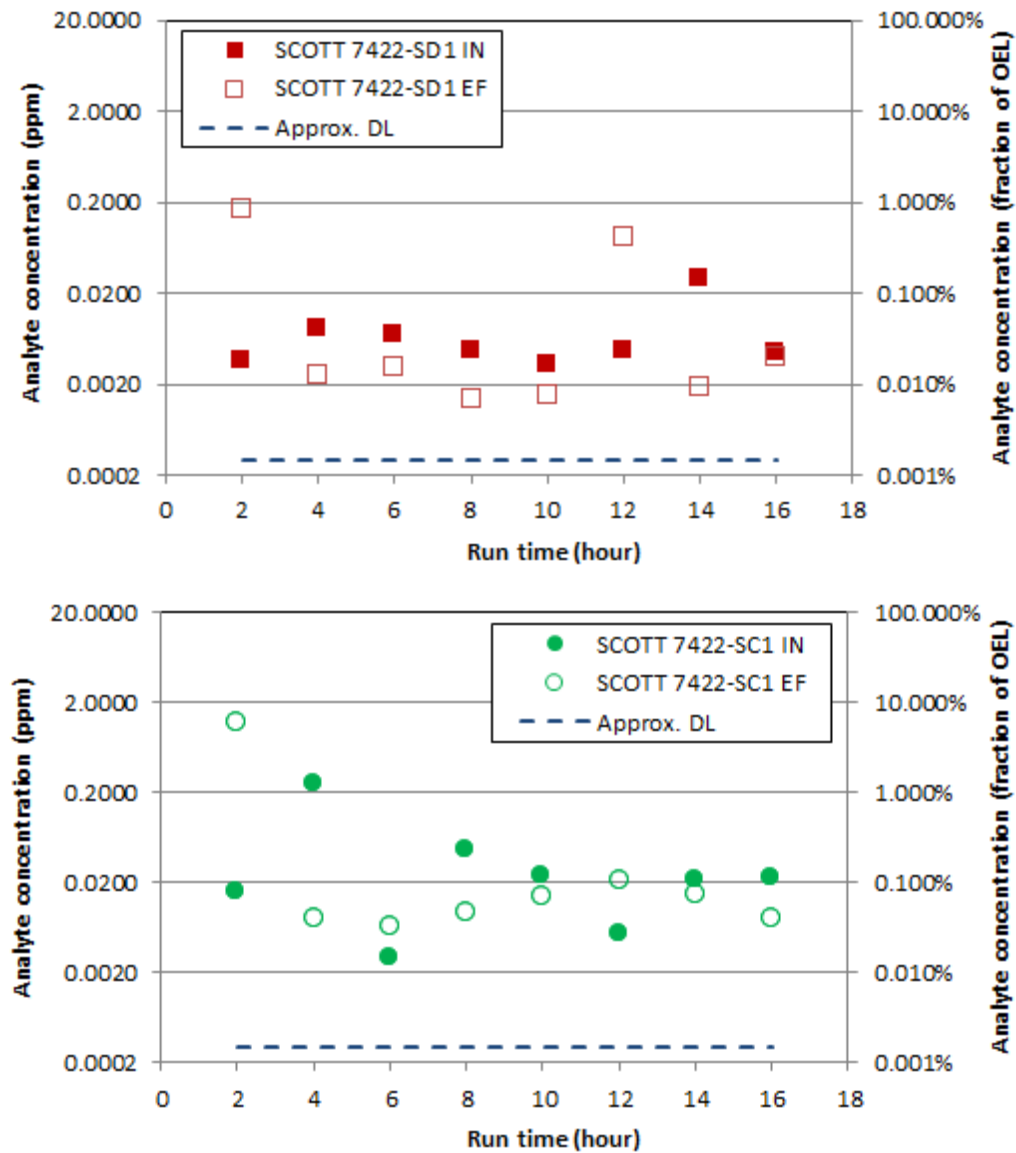 20.0000
2.0000
0.2000
0.0200
0.0020
0.0002
Analyte concentration (ppm)
SCOTT 7422-SD1 IN
SCOTT 7422-SD1 EF
Approx. DL
100.000%
10.000%
1.000%
0.100%
0.010%
0.001%
Analyte concentration (fraction of OEL)
0 2 4 6 8 10 12 14 16 18
Run time (hour)
20.0000
2.0000
0.2000
0.0200
0.0020
0.0002
Analyte concentration (ppm)
SCOTT 7422-SC1 IN
SCOTT 7422-SC1 EF
Approx. DL
100.000%
10.000%
1.000%
0.100%
0.010%
0.001%
Analyte concentration (fraction of OEL)
0 2 4 6 8 10 12 14 16 18
Run time (hour)